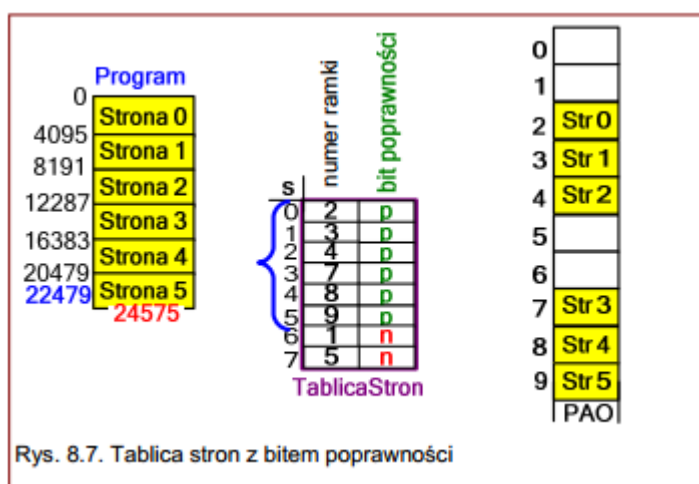 Program
0
Strona 0
4095
Strona 1
8191
Strona 2
12287
Strona 3
16383
Strona 4
20479
Strona 5
22479
24575
numer ramki
bit poprawności
s
0 2 p
1 3 p
2 4 p
3 7 p
4 8 p
5 9 p
6 1 n
7 5 n
TablicaStron
0
1
2 Str 0
3 Str 1
4 Str 2
5
6
7 Str 3
8 Str 4
9 Str 5
PAO
Rys. 8.7. Tablica stron z bitem poprawności